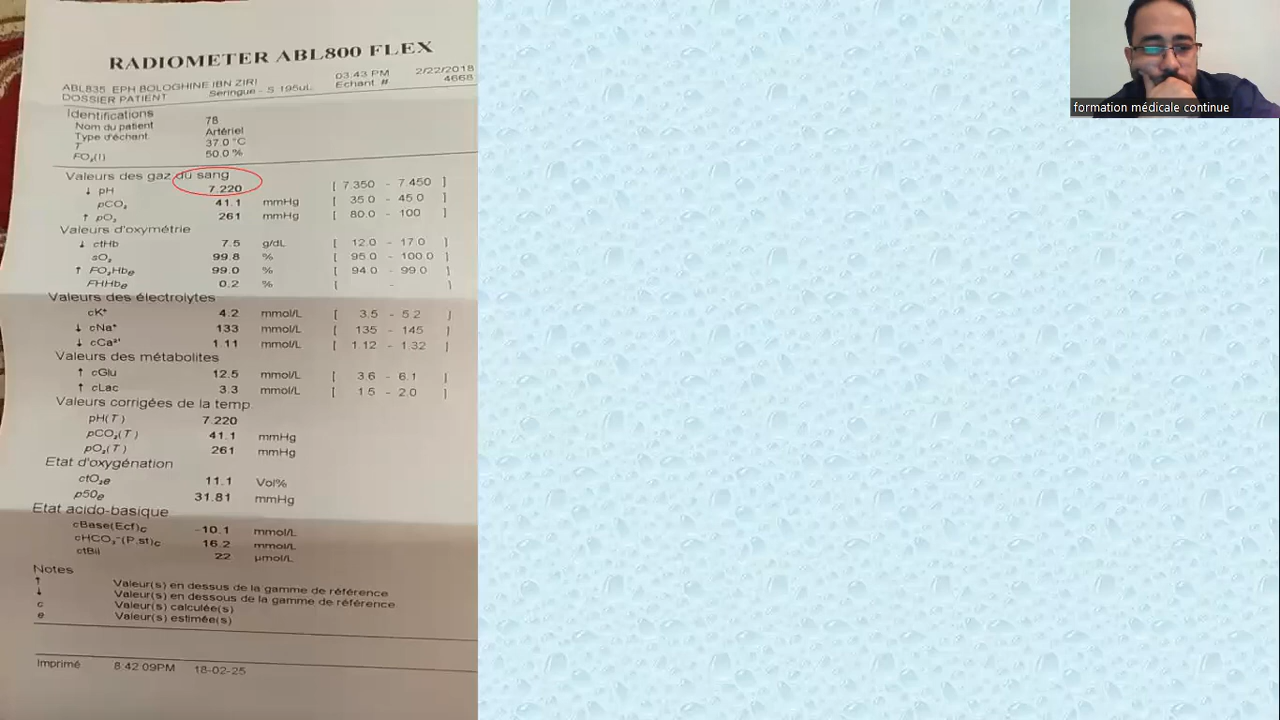 RADIOMETER ABL800 FLEX
ABL835 EPH BOLOGHINE IBN ZIRI 03:43 PM 2/22/2018
DOSSIER PATIENT Seringue - S 195uL Echant. # 4668
Identifications
Nom du patient 78
Type d'échant. Artériel
T 37.0 °C
FO₂(I) 50.0 %
Valeurs des gaz du sang
↓ pH 7.220 [ 7.350 - 7.450 ]
pCO₂ 41.1 mmHg [ 35.0 - 45.0 ]
↑ pO₂ 261 mmHg [ 80.0 - 100 ]
Valeurs d'oxymétrie
↓ ctHb 7.5 g/dL [ 12.0 - 17.0 ]
sO₂ 99.8 % [ 95.0 - 100.0 ]
↑ FO₂Hbe 99.0 % [ 94.0 - 99.0 ]
FHHbe 0.2 % [ - ]
Valeurs des électrolytes
cK⁺ 4.2 mmol/L [ 3.5 - 5.2 ]
↓ cNa⁺ 133 mmol/L [ 135 - 145 ]
↓ cCa²⁺ 1.11 mmol/L [ 1.12 - 1.32 ]
Valeurs des métabolites
↑ cGlu 12.5 mmol/L [ 3.6 - 6.1 ]
↑ cLac 3.3 mmol/L [ 1.5 - 2.0 ]
Valeurs corrigées de la temp
pH(T) 7.220
pCO₂(T) 41.1 mmHg
pO₂(T) 261 mmHg
Etat d'oxygénation
ctO₂e 11.1 Vol%
p50e 31.81 mmHg
Etat acido-basique
cBase(Ecf)c -10.1 mmol/L
cHCO₃⁻(P,st)c 16.2 mmol/L
ctBil 22 µmol/L
Notes
↑ Valeur(s) en dessus de la gamme de référence
↓ Valeur(s) en dessous de la gamme de référence
c Valeur(s) calculée(s)
e Valeur(s) estimée(s)
Imprimé 8:42:09PM 18-02-25
formation médicale continue